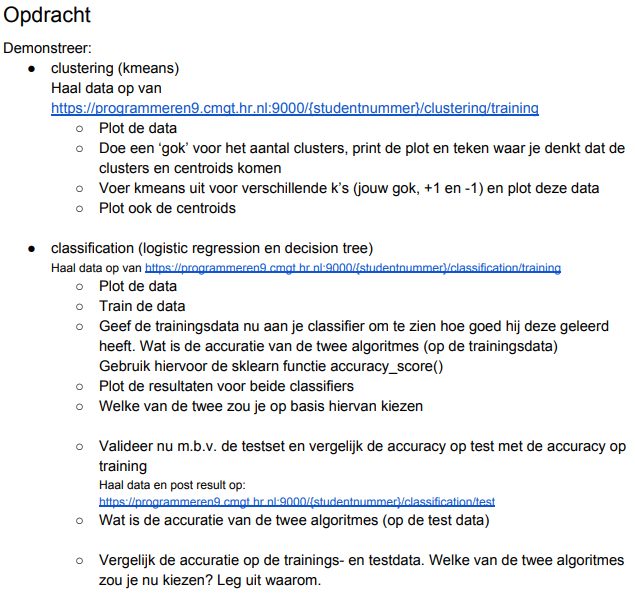 Opdracht
Demonstreer:
● clustering (kmeans)
Haal data op van
https://programmeren9.cmgt.hr.nl:9000/{studentnummer}/clustering/training
○ Plot de data
○ Doe een ‘gok’ voor het aantal clusters, print de plot en teken waar je denkt dat de
clusters en centroids komen
○ Voer kmeans uit voor verschillende k’s (jouw gok, +1 en -1) en plot deze data
○ Plot ook de centroids
● classification (logistic regression en decision tree)
Haal data op van https://programmeren9.cmgt.hr.nl:9000/{studentnummer}/classification/training
○ Plot de data
○ Train de data
○ Geef de trainingsdata nu aan je classifier om te zien hoe goed hij deze geleerd
heeft. Wat is de accuratie van de twee algoritmes (op de trainingsdata)
Gebruik hiervoor de sklearn functie accuracy_score()
○ Plot de resultaten voor beide classifiers
○ Welke van de twee zou je op basis hiervan kiezen
○ Valideer nu m.b.v. de testset en vergelijk de accuracy op test met de accuracy op
training
Haal data en post result op:
https://programmeren9.cmgt.hr.nl:9000/{studentnummer}/classification/test
○ Wat is de accuratie van de twee algoritmes (op de test data)
○ Vergelijk de accuratie op de trainings- en testdata. Welke van de twee algoritmes
zou je nu kiezen? Leg uit waarom.